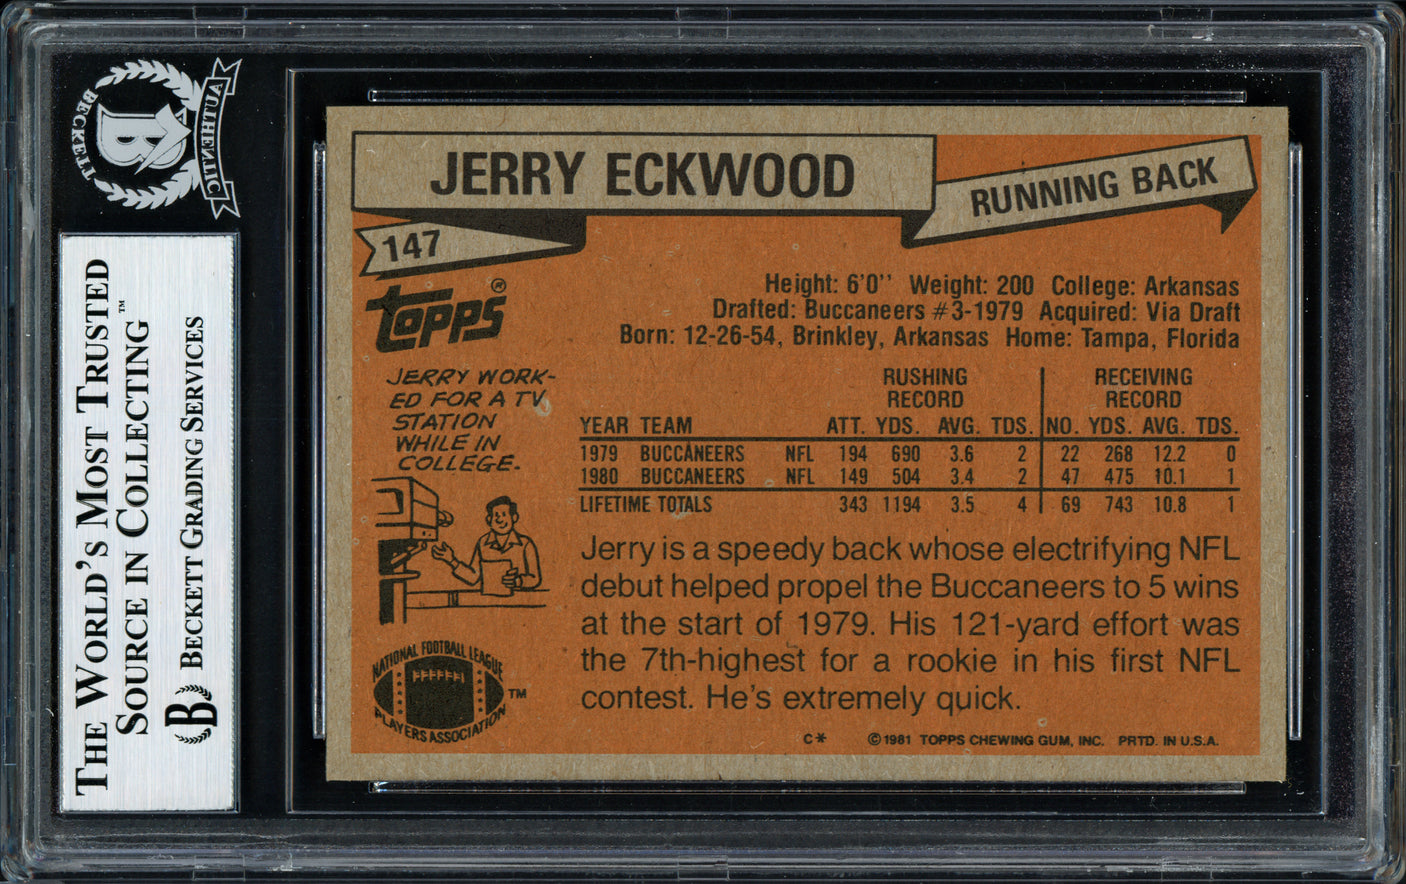 BECKETT
B
AUTHENTIC
THE WORLD'S MOST TRUSTED
SOURCE IN COLLECTING™
B BECKETT GRADING SERVICES
JERRY ECKWOOD
RUNNING BACK
147
Topps®
Height: 6'0'' Weight: 200 College: Arkansas
Drafted: Buccaneers #3-1979 Acquired: Via Draft
Born: 12-26-54, Brinkley, Arkansas Home: Tampa, Florida
JERRY WORK-
ED FOR A TV
STATION
WHILE IN
COLLEGE.
RUSHING RECEIVING
RECORD RECORD
YEAR TEAM ATT. YDS. AVG. TDS. NO. YDS. AVG. TDS.
1979 BUCCANEERS NFL 194 690 3.6 2 22 268 12.2 0
1980 BUCCANEERS NFL 149 504 3.4 2 47 475 10.1 1
LIFETIME TOTALS 343 1194 3.5 4 69 743 10.8 1
Jerry is a speedy back whose electrifying NFL
debut helped propel the Buccaneers to 5 wins
at the start of 1979. His 121-yard effort was
the 7th-highest for a rookie in his first NFL
contest. He's extremely quick.
NATIONAL FOOTBALL LEAGUE
PLAYERS ASSOCIATION
™
C* ©1981 TOPPS CHEWING GUM, INC. PRTD. IN U.S.A.